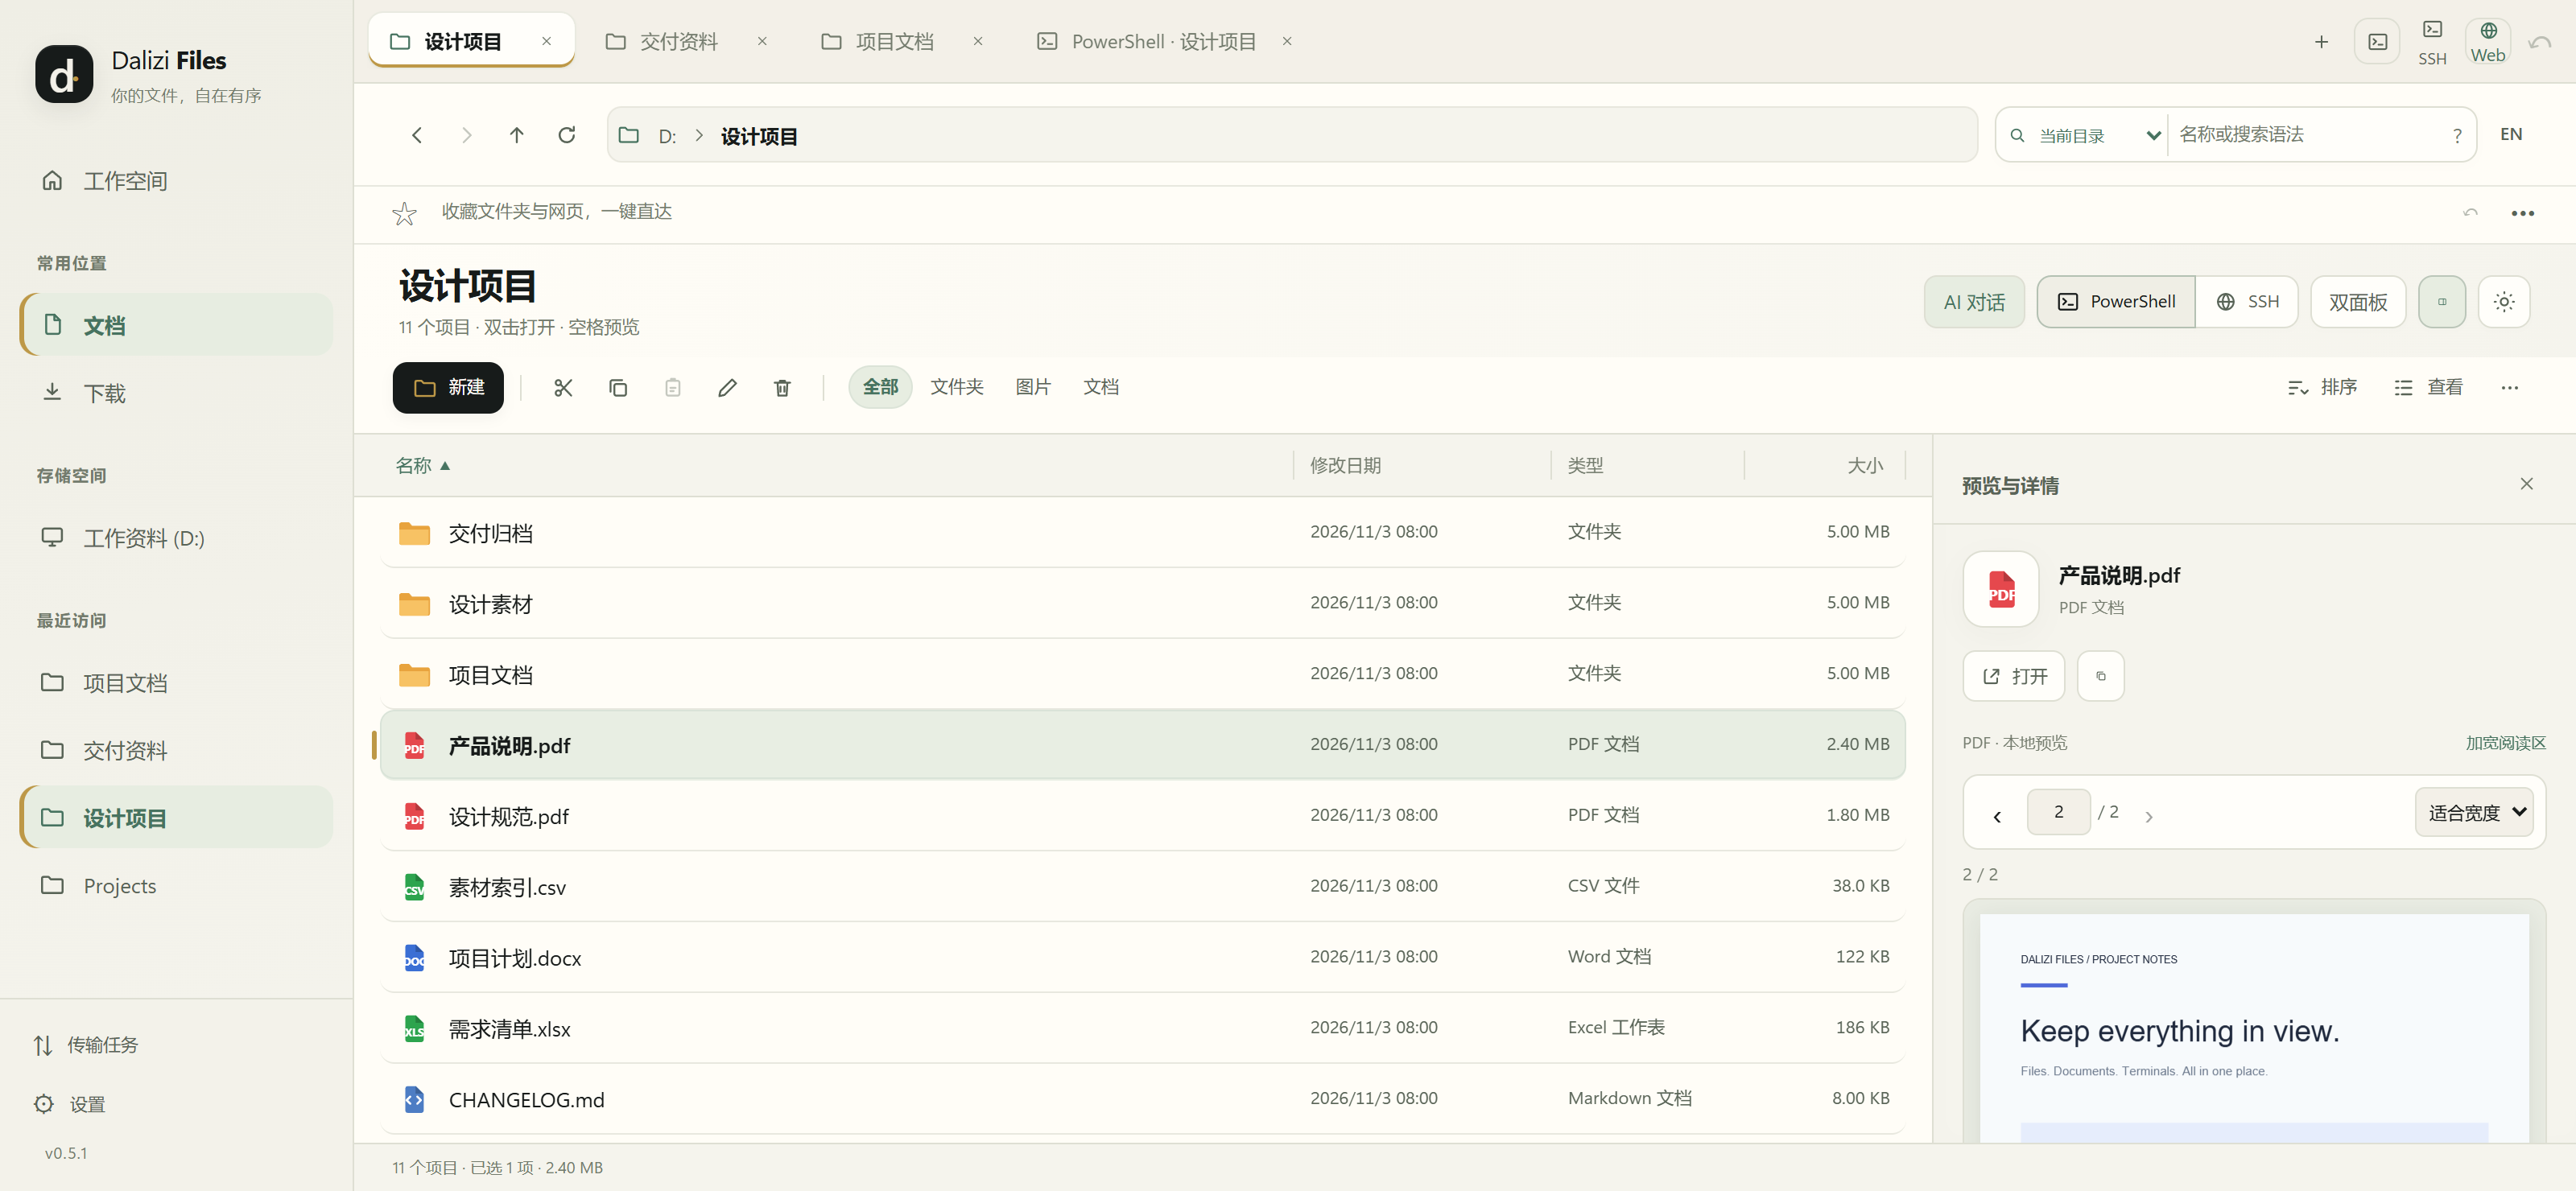 Dalizi Files
你的文件，自在有序
工作空间
常用位置
文档
下载
存储空间
工作资料 (D:)
最近访问
项目文档
交付资料
设计项目
Projects
传输任务
设置
v0.5.1
设计项目
交付资料
项目文档
PowerShell · 设计项目
SSH
Web
D:
设计项目
当前目录
名称或搜索语法
?
EN
收藏文件夹与网页，一键直达
设计项目
11 个项目 · 双击打开 · 空格预览
AI 对话
PowerShell
SSH
双面板
新建
全部
文件夹
图片
文档
排序
查看
名称 ▲ 修改日期 类型 大小
交付归档 2026/11/3 08:00 文件夹 5.00 MB
设计素材 2026/11/3 08:00 文件夹 5.00 MB
项目文档 2026/11/3 08:00 文件夹 5.00 MB
PDF 产品说明.pdf 2026/11/3 08:00 PDF 文档 2.40 MB
PDF 设计规范.pdf 2026/11/3 08:00 PDF 文档 1.80 MB
CSV 素材索引.csv 2026/11/3 08:00 CSV 文件 38.0 KB
DOC 项目计划.docx 2026/11/3 08:00 Word 文档 122 KB
XLS 需求清单.xlsx 2026/11/3 08:00 Excel 工作表 186 KB
CHANGELOG.md 2026/11/3 08:00 Markdown 文档 8.00 KB
11 个项目 · 已选 1 项 · 2.40 MB
预览与详情
PDF
产品说明.pdf
PDF 文档
打开
PDF · 本地预览
加宽阅读区
2 / 2
适合宽度
2 / 2
DALIZI FILES / PROJECT NOTES
Keep everything in view.
Files. Documents. Terminals. All in one place.